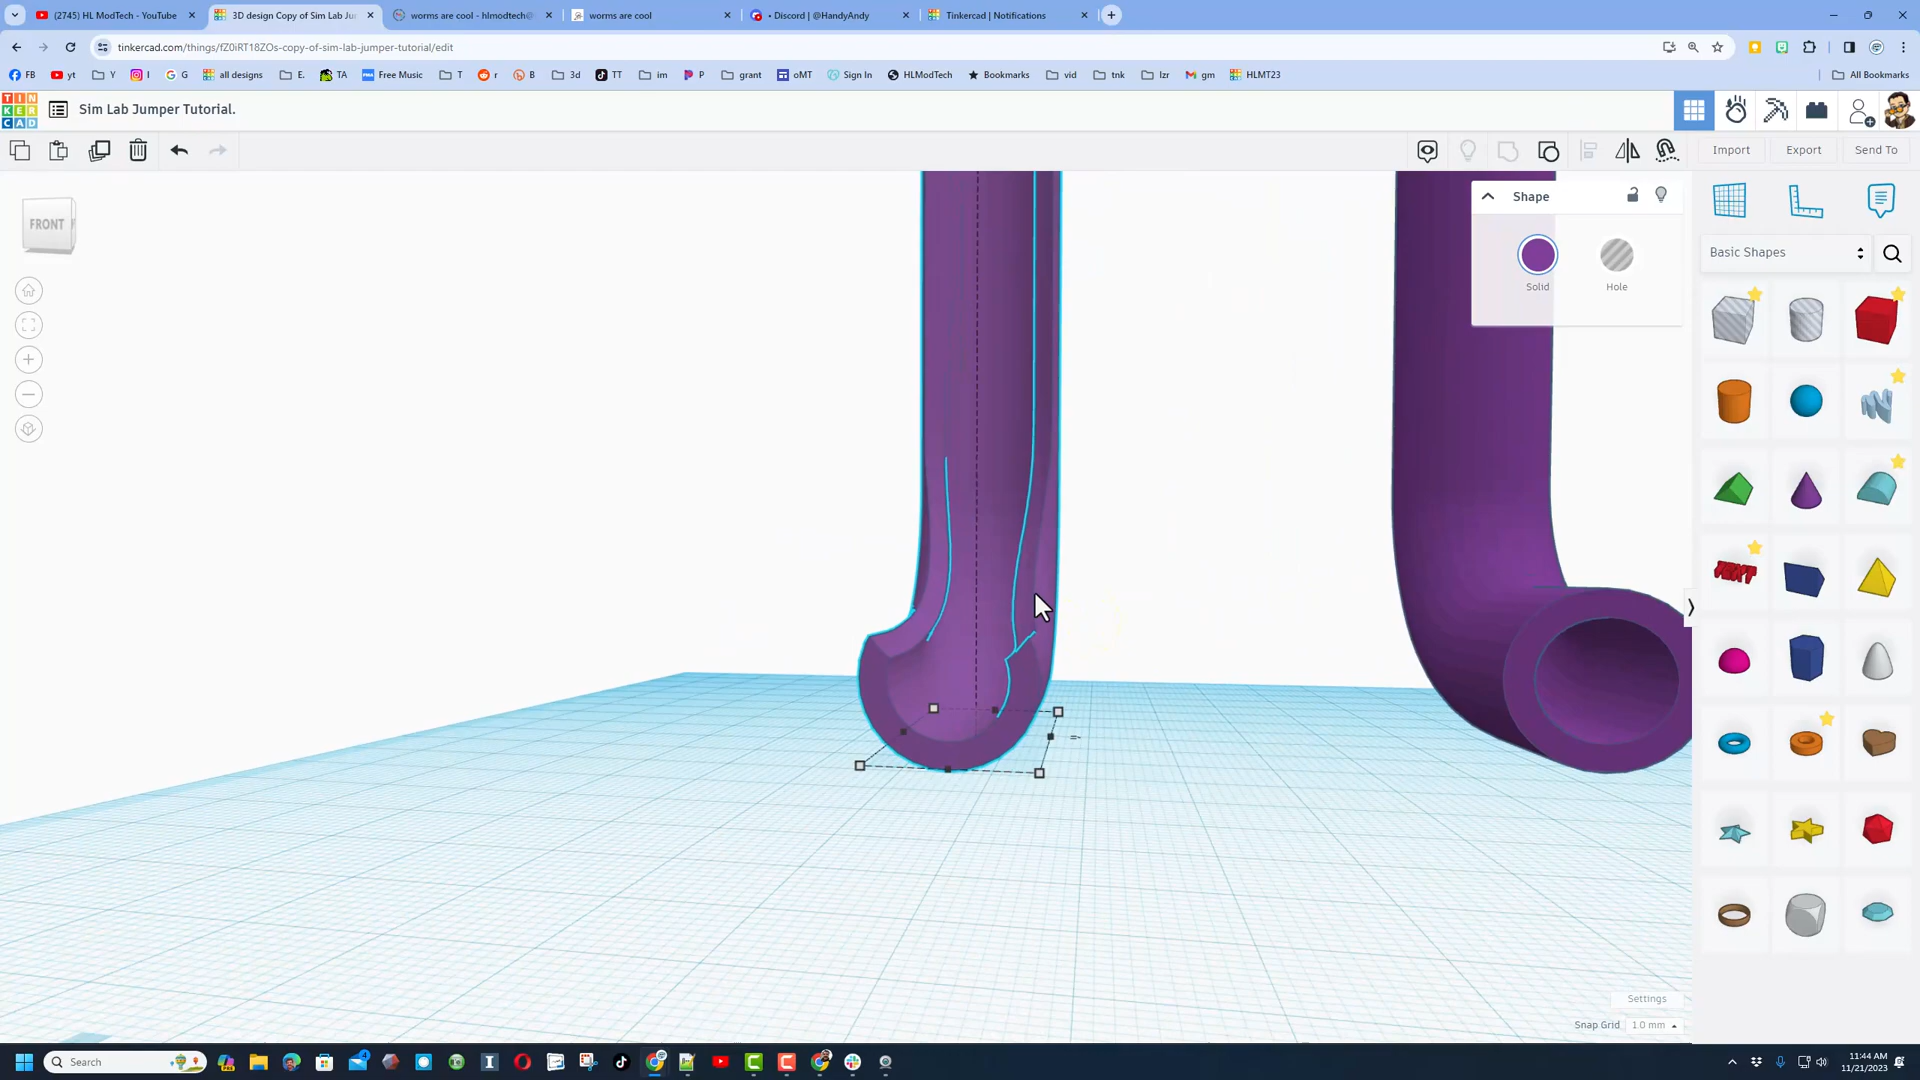 (2745) HL ModTech - YouTube
3D design Copy of Sim Lab Ju
worms are cool - hlmodtech@
worms are cool
• Discord | @HandyAndy
Tinkercad | Notifications
tinkercad.com/things/fZ0iRT18ZOs-copy-of-sim-lab-jumper-tutorial/edit
FB
yt
Y
I
G
all designs
E.
TA
Free Music
T
r
B
3d
TT
im
P
grant
oMT
Sign In
HLModTech
Bookmarks
vid
tnk
lzr
gm
HLMT23
All Bookmarks
TIN
KER
CAD
Sim Lab Jumper Tutorial.
Import
Export
Send To
FRONT
Shape
Solid
Hole
Basic Shapes
TEXT
Settings
Snap Grid
1.0 mm
Search
11:44 AM
11/21/2023